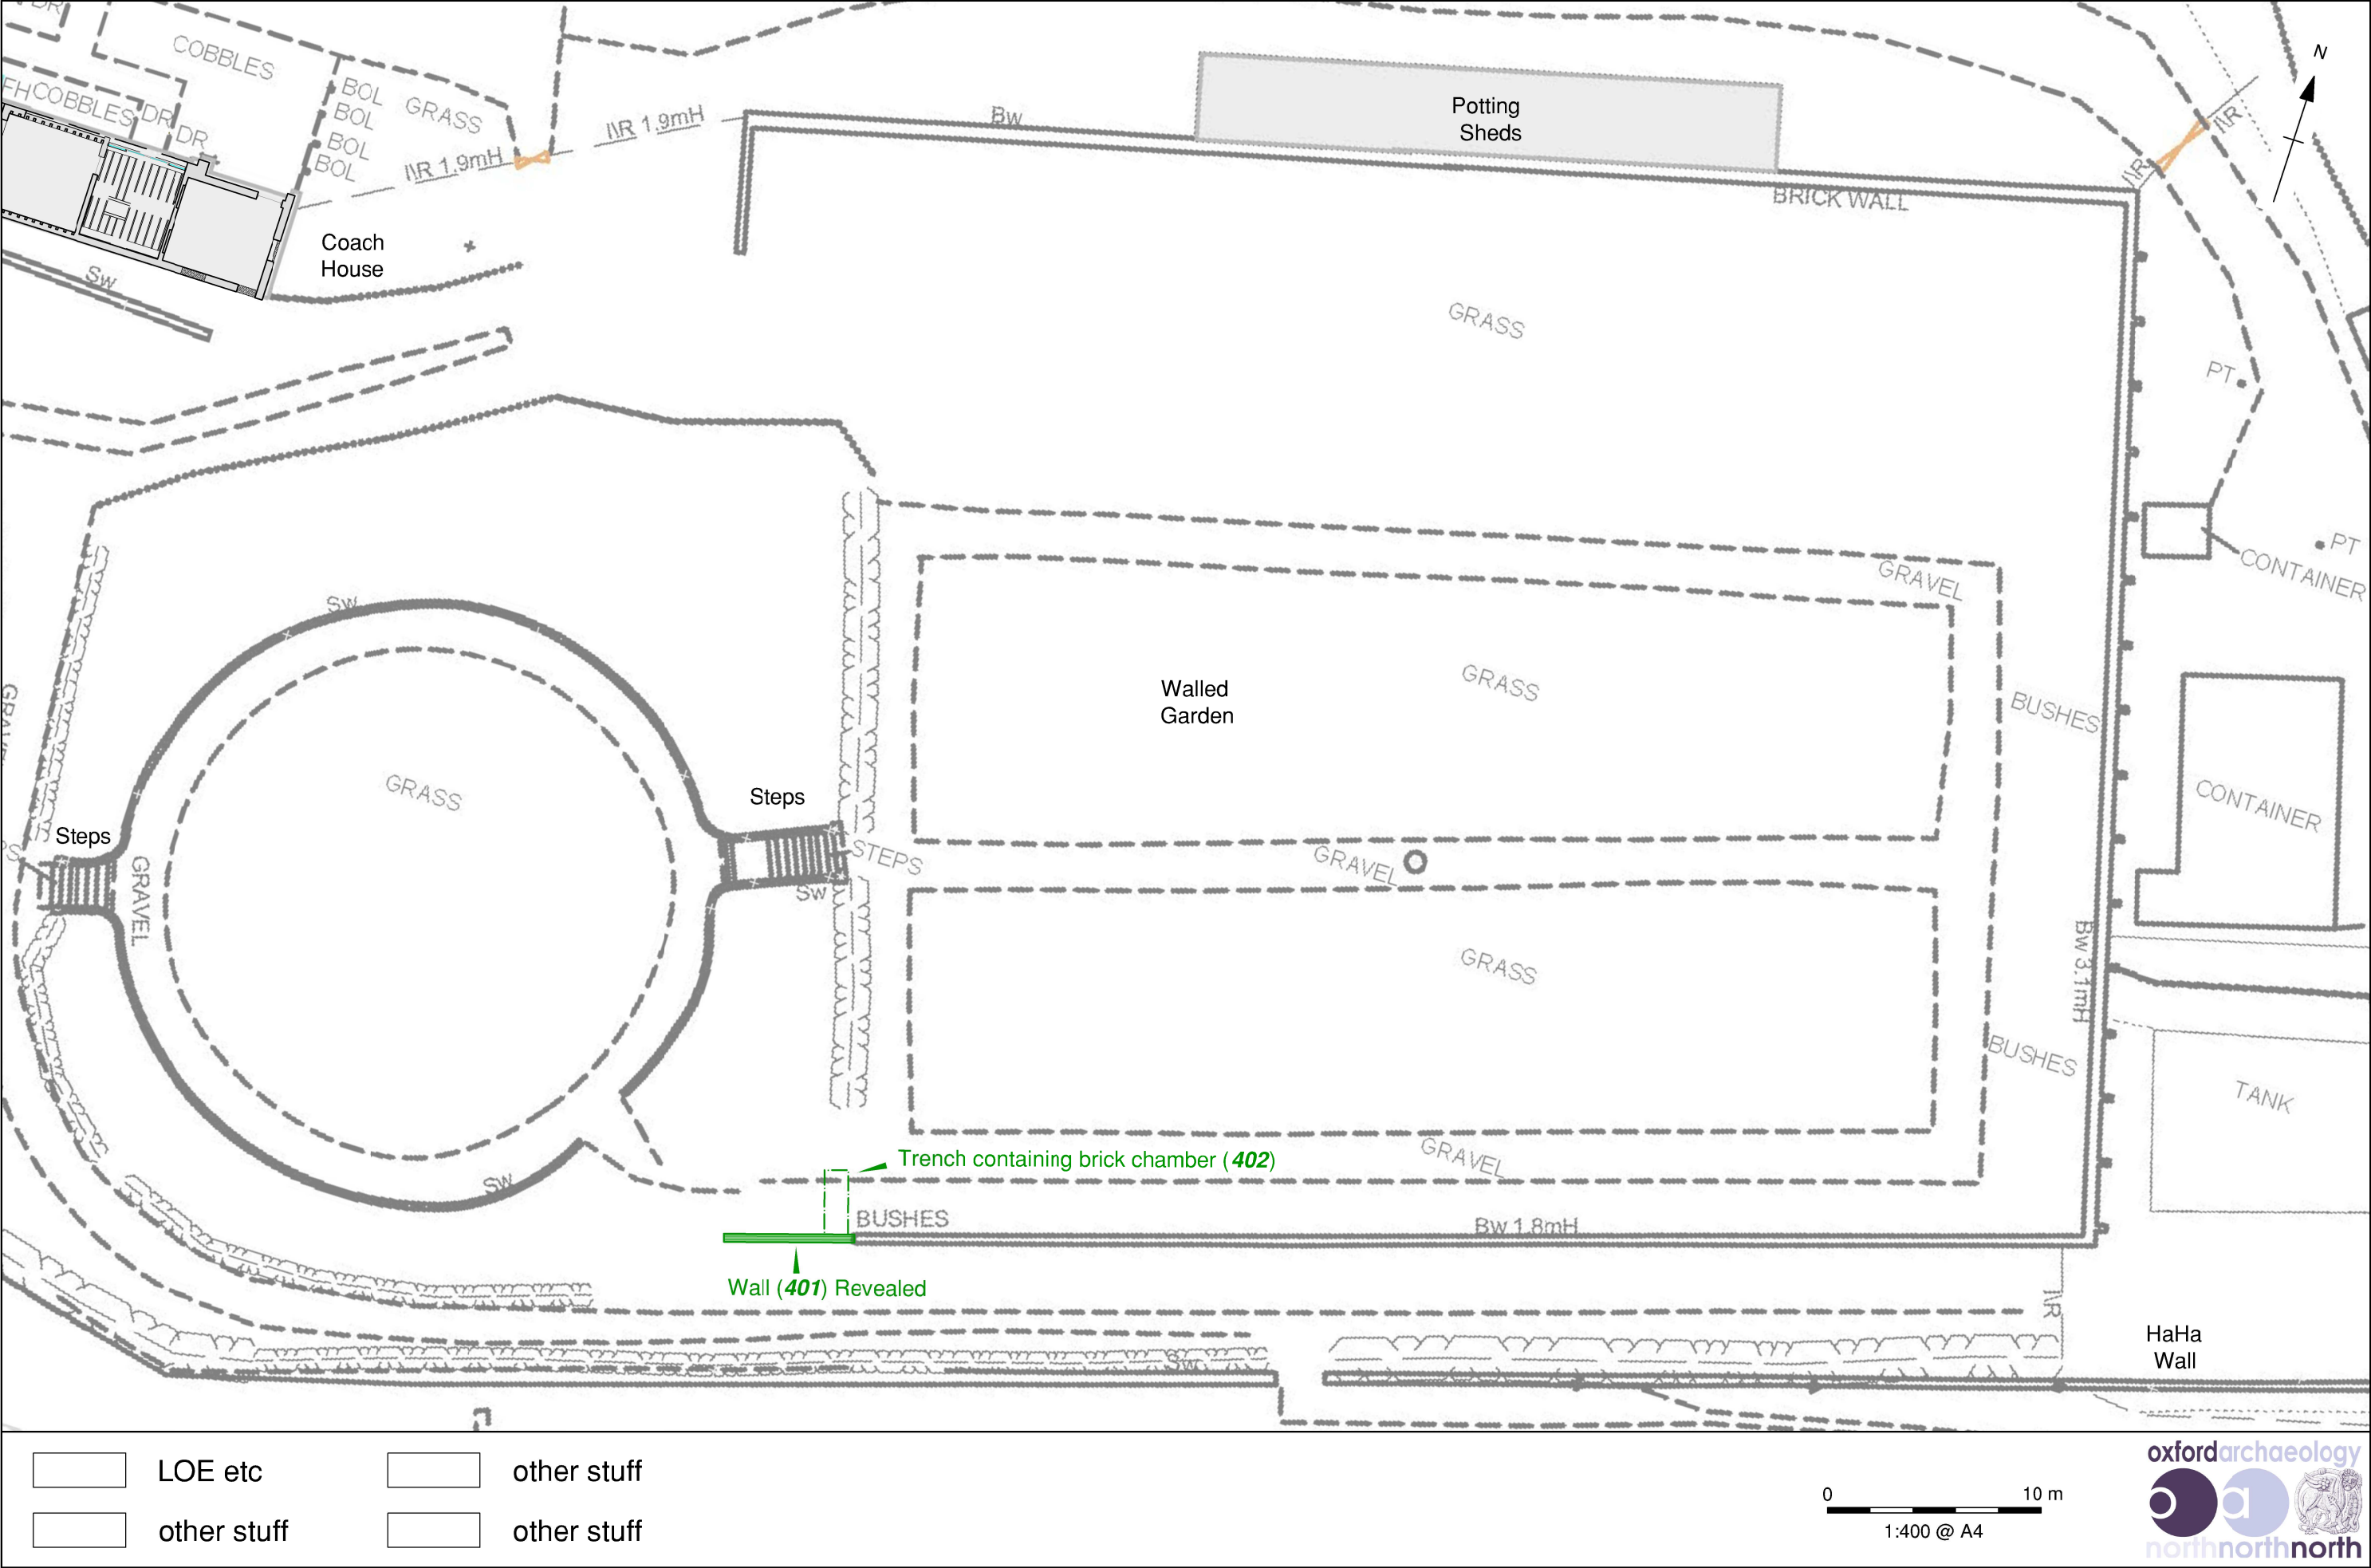 DR
COBBLES
BOL
BOL
BOL
BOL
GRASS
FH
COBBLES
DR
DR
I\R 1.9mH
I\R 1.9mH
Bw
Potting
Sheds
BRICK WALL
I\R
I\R
N
Coach
House
Sw
GRASS
PT
PT
CONTAINER
GRAVEL
Sw
GRASS
Walled
Garden
BUSHES
GRASS
CONTAINER
Steps
Steps
STEPS
Sw
GRAVEL
GRAVEL
GRASS
Bw 3.1mH
BUSHES
TANK
GRAVEL
Trench containing brick chamber (402)
Sw
BUSHES
Bw 1.8mH
Wall (401) Revealed
I\R
HaHa
Wall
Sw
LOE etc
other stuff
other stuff
other stuff
0 10 m
1:400 @ A4
oxfordarchaeology
oa
northnorthnorth